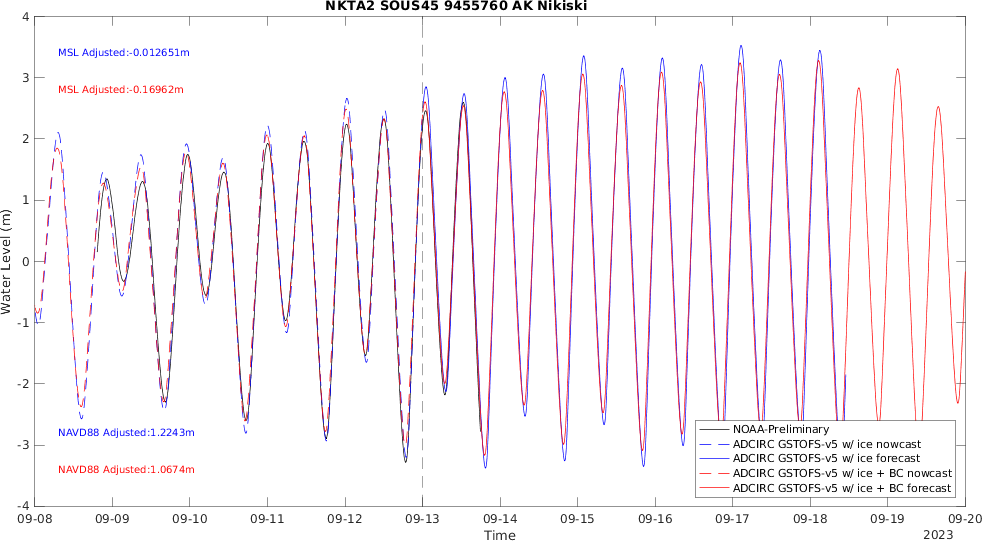 NKTA2 SOUS45 9455760 AK Nikiski
4
3
2
1
0
-1
-2
-3
-4
Water Level (m)
MSL Adjusted:-0.012651m
MSL Adjusted:-0.16962m
NAVD88 Adjusted:1.2243m
NAVD88 Adjusted:1.0674m
NOAA-Preliminary
ADCIRC GSTOFS-v5 w/ ice nowcast
ADCIRC GSTOFS-v5 w/ ice forecast
ADCIRC GSTOFS-v5 w/ ice + BC nowcast
ADCIRC GSTOFS-v5 w/ ice + BC forecast
09-08 09-09 09-10 09-11 09-12 09-13 09-14 09-15 09-16 09-17 09-18 09-19 09-20
Time
2023